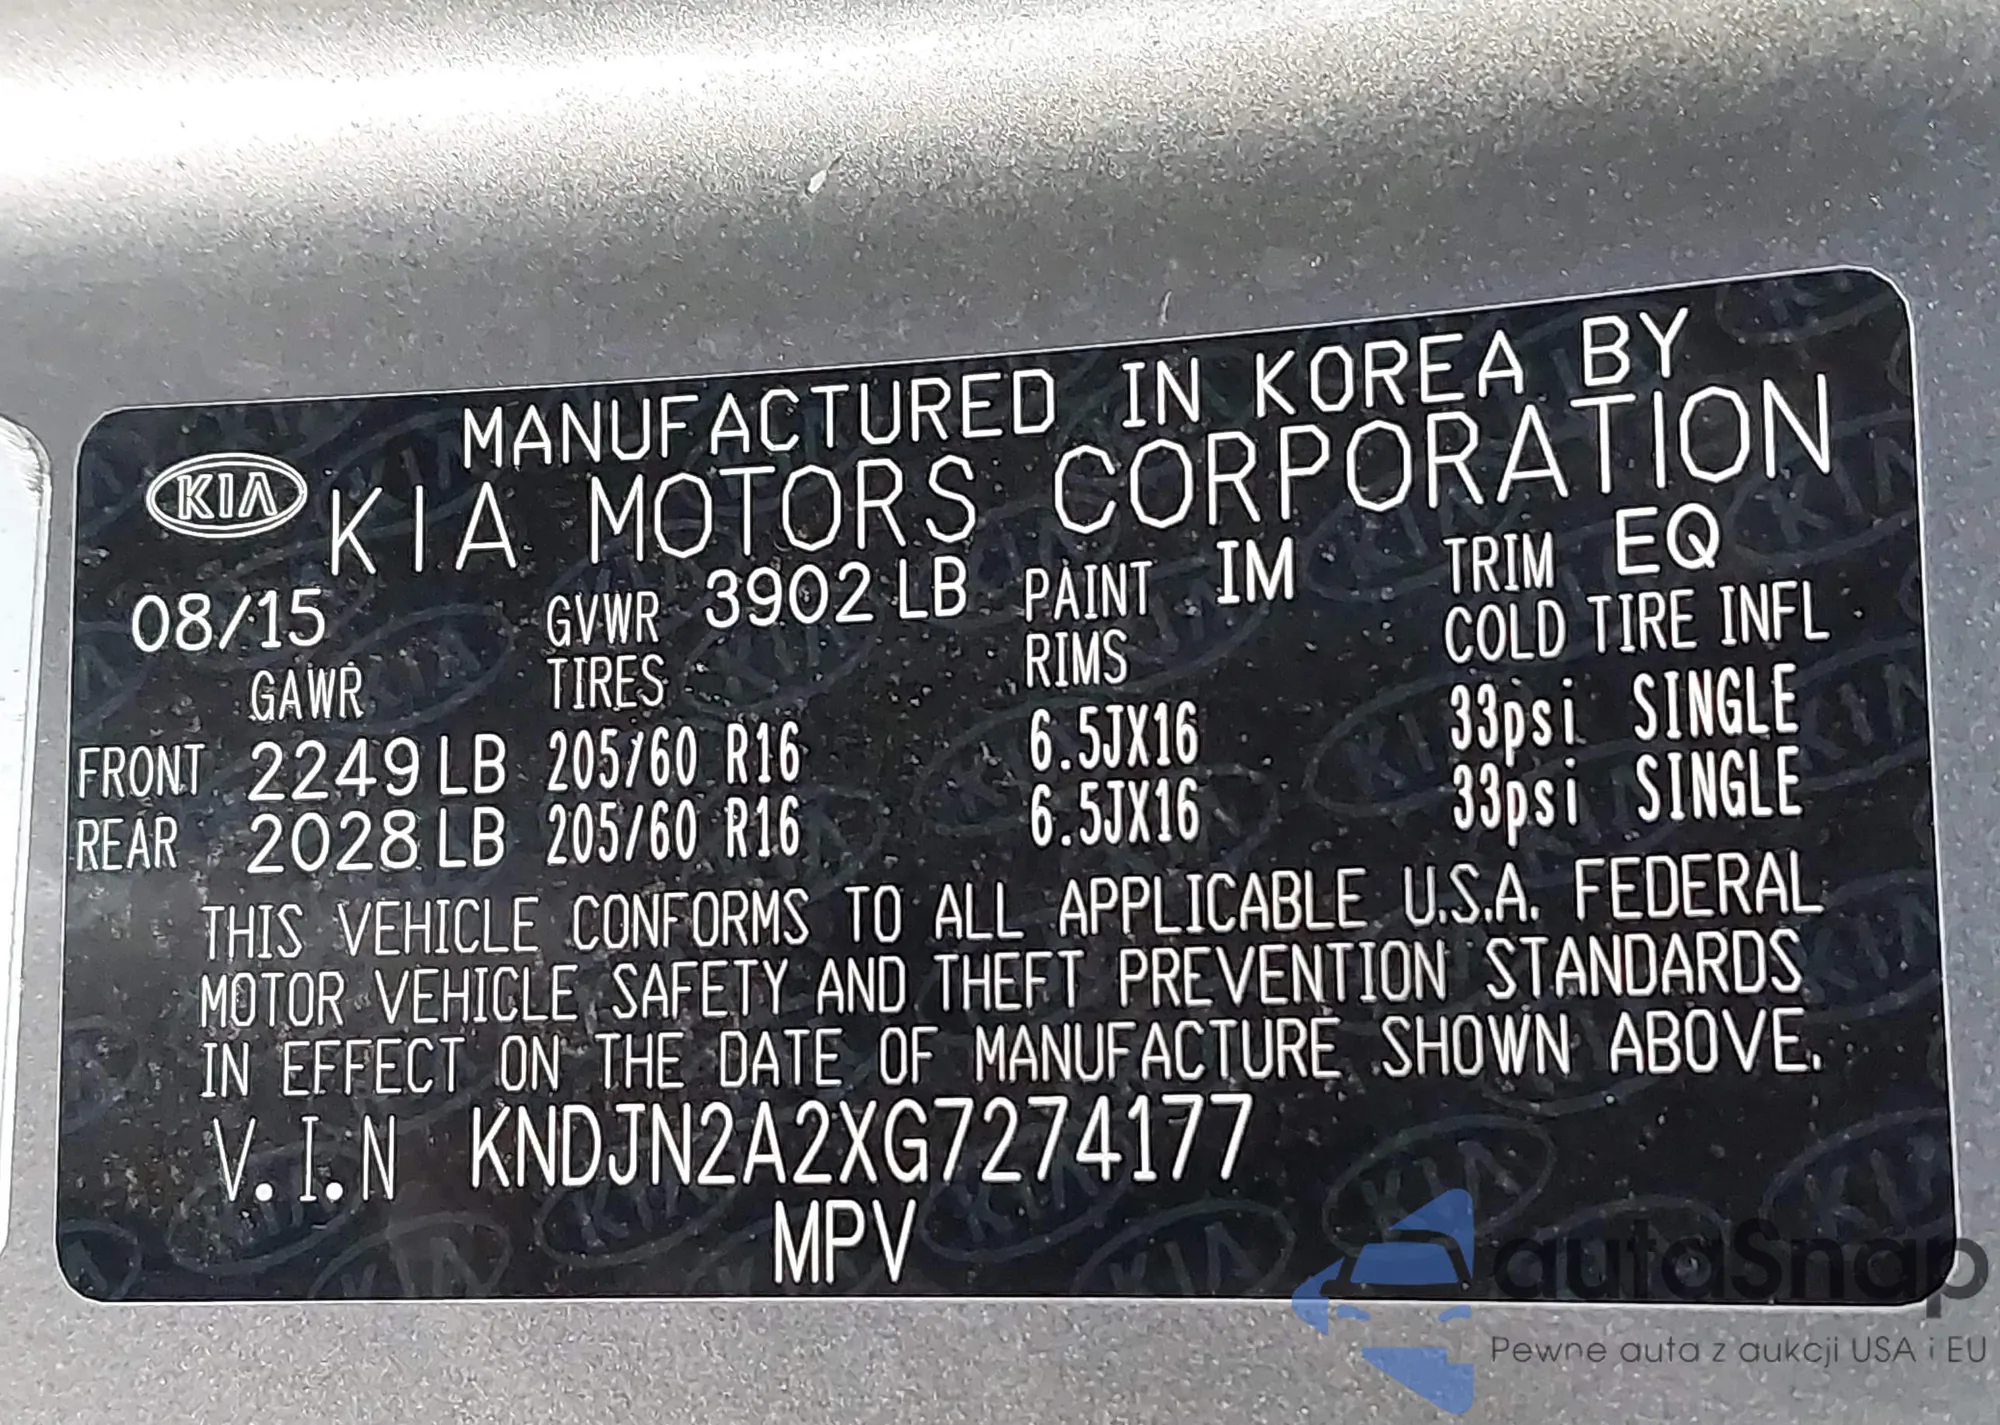 MANUFACTURED IN KOREA BY
KIA KIA MOTORS CORPORATION
08/15 GVWR 3902 LB PAINT IM TRIM EQ
GAWR TIRES RIMS COLD TIRE INFL
FRONT 2249 LB 205/60 R16 6.5JX16 33psi SINGLE
REAR 2028 LB 205/60 R16 6.5JX16 33psi SINGLE
THIS VEHICLE CONFORMS TO ALL APPLICABLE U.S.A. FEDERAL
MOTOR VEHICLE SAFETY AND THEFT PREVENTION STANDARDS
IN EFFECT ON THE DATE OF MANUFACTURE SHOWN ABOVE.
V.I.N KNDJN2A2XG7274177
MPV
autaSnap
Pewne auta z aukcji USA i EU